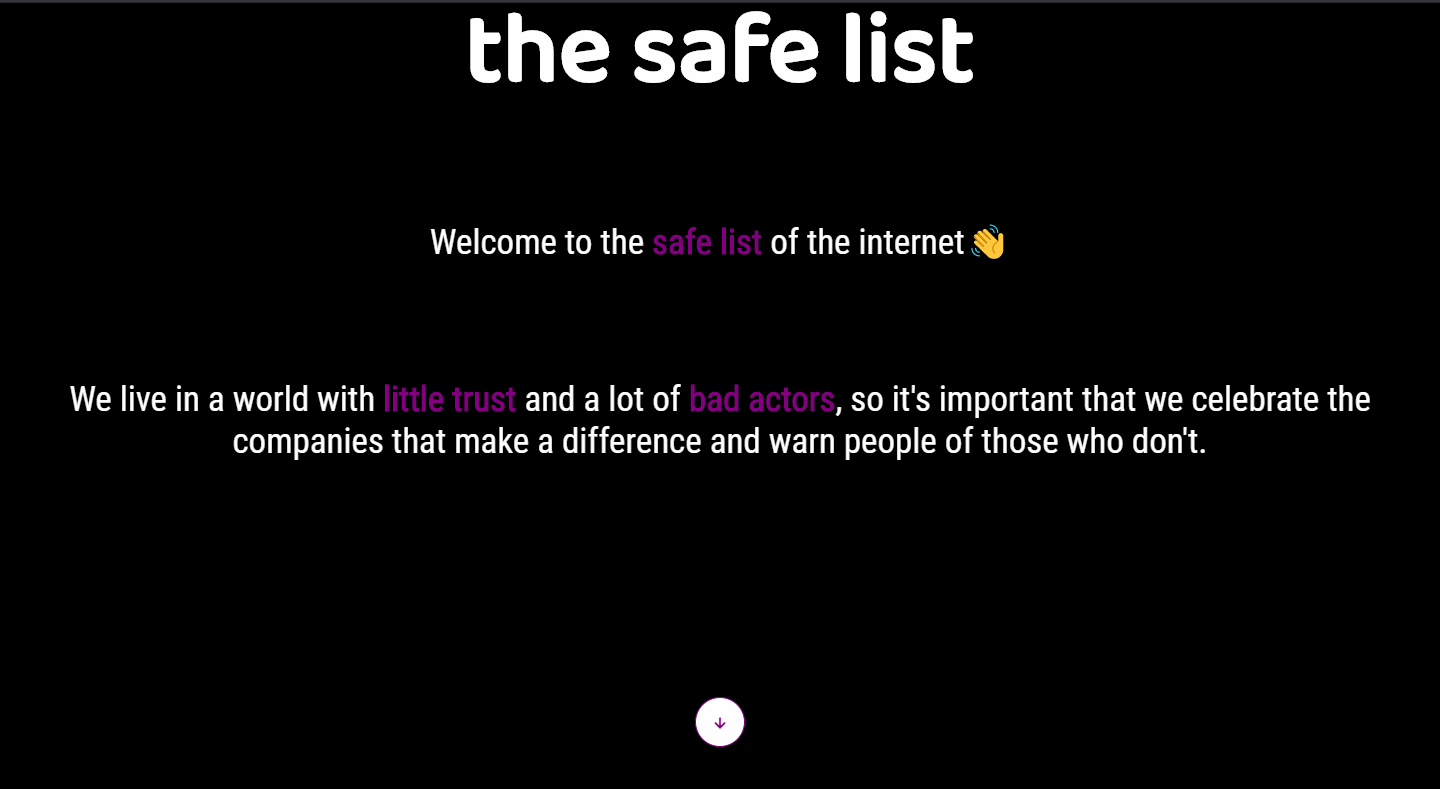 the safe list
Welcome to the safe list of the internet 👋
We live in a world with little trust and a lot of bad actors, so it's important that we celebrate the
companies that make a difference and warn people of those who don't.